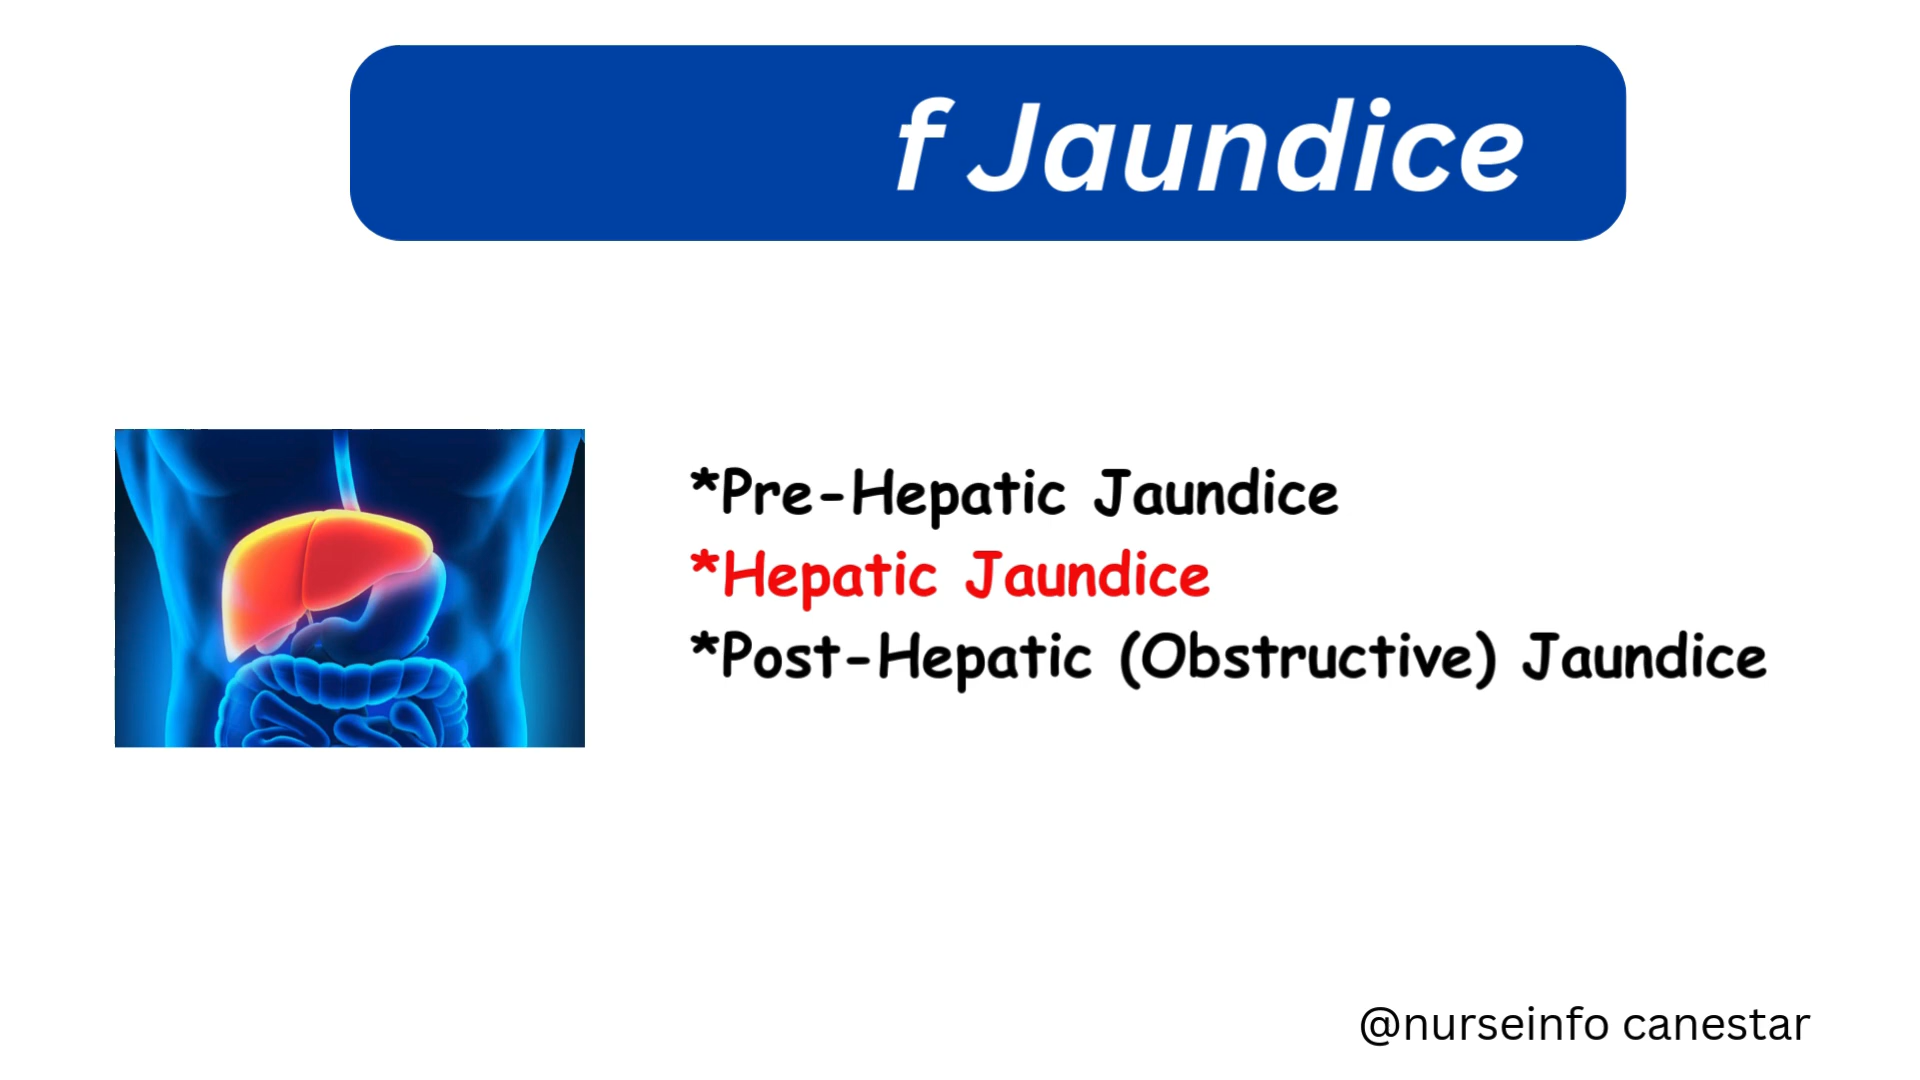 f Jaundice
*Pre-Hepatic Jaundice
*Hepatic Jaundice
*Post-Hepatic (Obstructive) Jaundice
@nurseinfo canestar